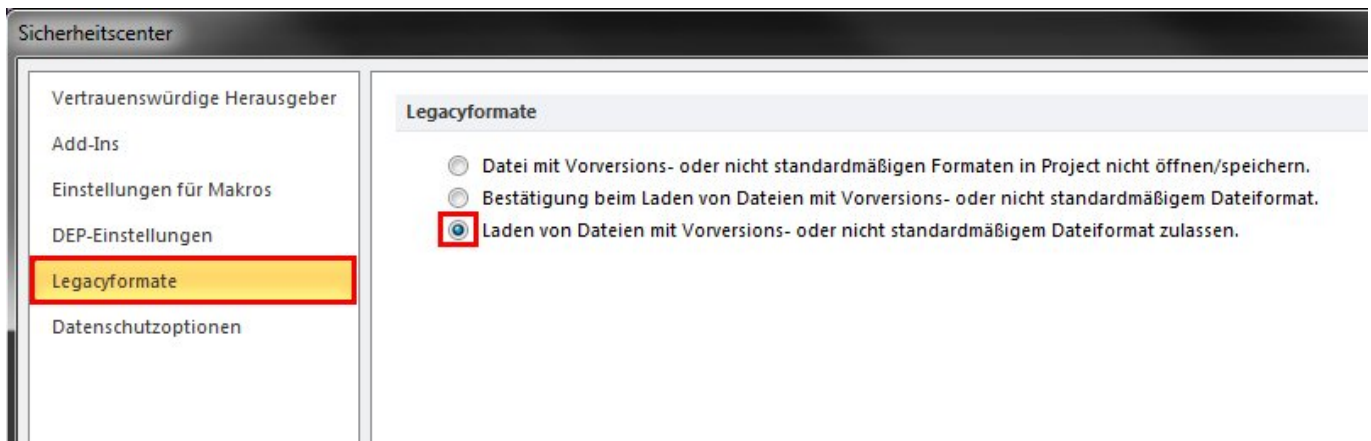 Sicherheitscenter
Vertrauenswürdige Herausgeber
Add-Ins
Einstellungen für Makros
DEP-Einstellungen
Legacyformate
Datenschutzoptionen
Legacyformate
Datei mit Vorversions- oder nicht standardmäßigen Formaten in Project nicht öffnen/speichern.
Bestätigung beim Laden von Dateien mit Vorversions- oder nicht standardmäßigem Dateiformat.
Laden von Dateien mit Vorversions- oder nicht standardmäßigem Dateiformat zulassen.